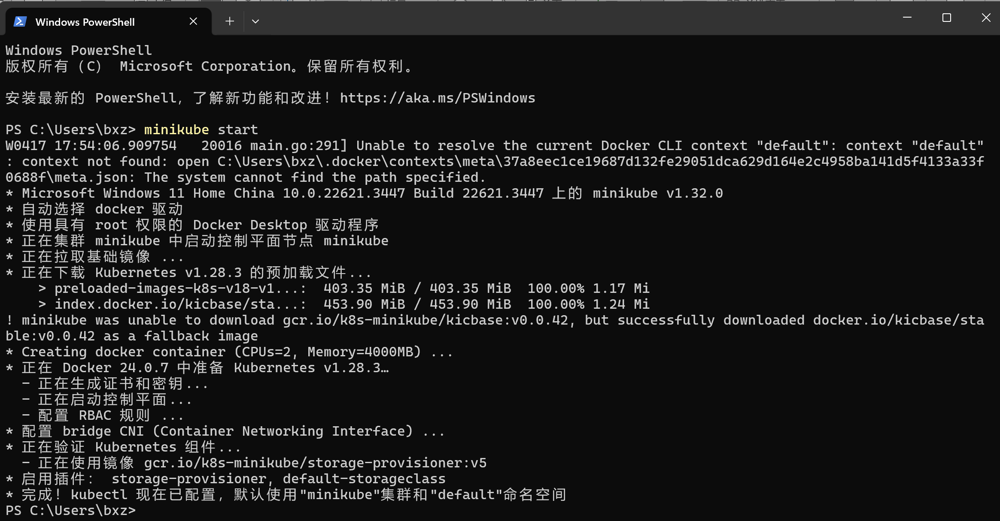 Windows PowerShell
Windows PowerShell
版权所有 (C)  Microsoft Corporation。保留所有权利。
安装最新的 PowerShell，了解新功能和改进！https://aka.ms/PSWindows
PS C:\Users\bxz> minikube start
W0417 17:54:06.909754   20016 main.go:291] Unable to resolve the current Docker CLI context "default": context "default"
: context not found: open C:\Users\bxz\.docker\contexts\meta\37a8eec1ce19687d132fe29051dca629d164e2c4958ba141d5f4133a33f
0688f\meta.json: The system cannot find the path specified.
* Microsoft Windows 11 Home China 10.0.22621.3447 Build 22621.3447 上的 minikube v1.32.0
* 自动选择 docker 驱动
* 使用具有 root 权限的 Docker Desktop 驱动程序
* 正在集群 minikube 中启动控制平面节点 minikube
* 正在拉取基础镜像 ...
* 正在下载 Kubernetes v1.28.3 的预加载文件...
    > preloaded-images-k8s-v18-v1...:  403.35 MiB / 403.35 MiB  100.00% 1.17 Mi
    > index.docker.io/kicbase/sta...:  453.90 MiB / 453.90 MiB  100.00% 1.24 Mi
! minikube was unable to download gcr.io/k8s-minikube/kicbase:v0.0.42, but successfully downloaded docker.io/kicbase/sta
ble:v0.0.42 as a fallback image
* Creating docker container (CPUs=2, Memory=4000MB) ...
* 正在 Docker 24.0.7 中准备 Kubernetes v1.28.3…
  - 正在生成证书和密钥...
  - 正在启动控制平面...
  - 配置 RBAC 规则 ...
* 配置 bridge CNI (Container Networking Interface) ...
* 正在验证 Kubernetes 组件...
  - 正在使用镜像 gcr.io/k8s-minikube/storage-provisioner:v5
* 启用插件： storage-provisioner, default-storageclass
* 完成！kubectl 现在已配置，默认使用"minikube"集群和"default"命名空间
PS C:\Users\bxz>